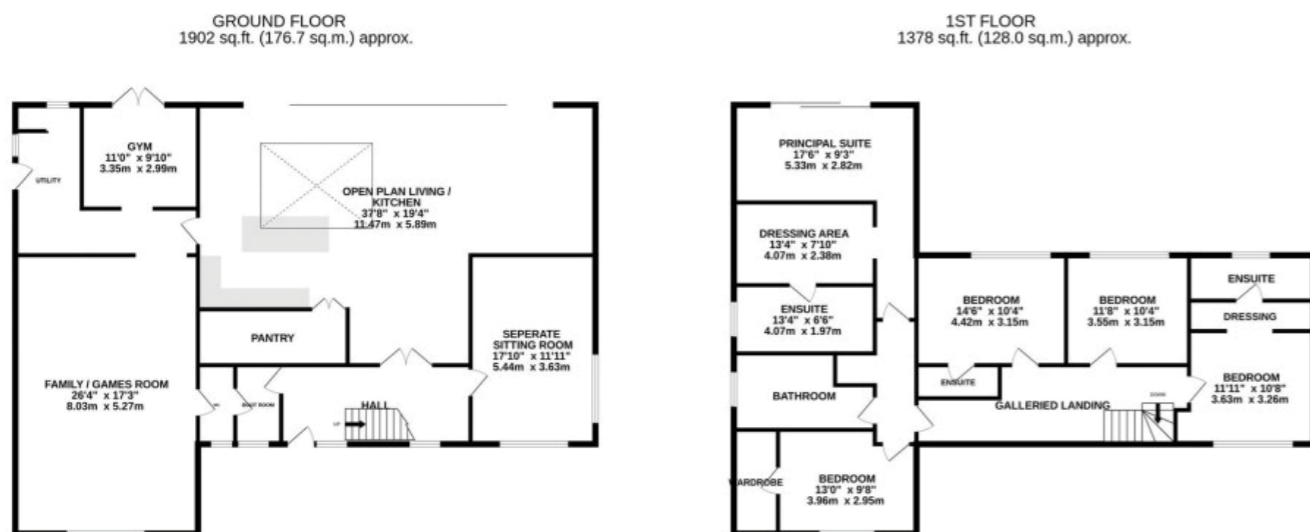 GROUND FLOOR
1902 sq.ft. (176.7 sq.m.) approx.
GYM
11'0" x 9'10"
3.35m x 2.99m
UTILITY
OPEN PLAN LIVING /
KITCHEN
37'8" x 19'4"
11.47m x 5.89m
PANTRY
SEPERATE
SITTING ROOM
17'10" x 11'11"
5.44m x 3.63m
FAMILY / GAMES ROOM
26'4" x 17'3"
8.03m x 5.27m
WC
BOOT ROOM
HALL
UP
1ST FLOOR
1378 sq.ft. (128.0 sq.m.) approx.
PRINCIPAL SUITE
17'6" x 9'3"
5.33m x 2.82m
DRESSING AREA
13'4" x 7'10"
4.07m x 2.38m
ENSUITE
13'4" x 6'6"
4.07m x 1.97m
BATHROOM
WARDROBE
BEDROOM
13'0" x 9'8"
3.96m x 2.95m
BEDROOM
14'6" x 10'4"
4.42m x 3.15m
ENSUITE
BEDROOM
11'8" x 10'4"
3.55m x 3.15m
ENSUITE
DRESSING
BEDROOM
11'11" x 10'8"
3.63m x 3.26m
GALLERIED LANDING
DOWN